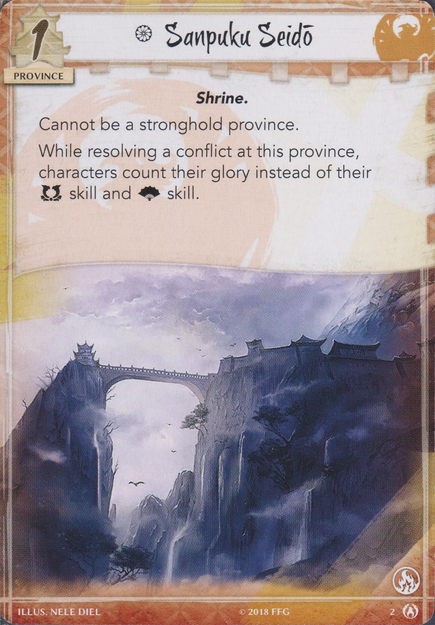 1
PROVINCE
Sanpuku Seidō
Shrine.
Cannot be a stronghold province.
While resolving a conflict at this province,
characters count their glory instead of their
skill and skill.
ILLUS. NELE DIEL
© 2018 FFG
2